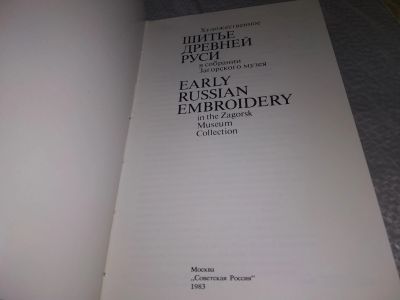 Художественное
ШИТЬЕ
ДРЕВНЕЙ
РУСИ
в собрании
Загорского музея
EARLY
RUSSIAN
EMBROIDERY
in the Zagorsk
Museum
Collection
Москва
„Советская Россия"
1983